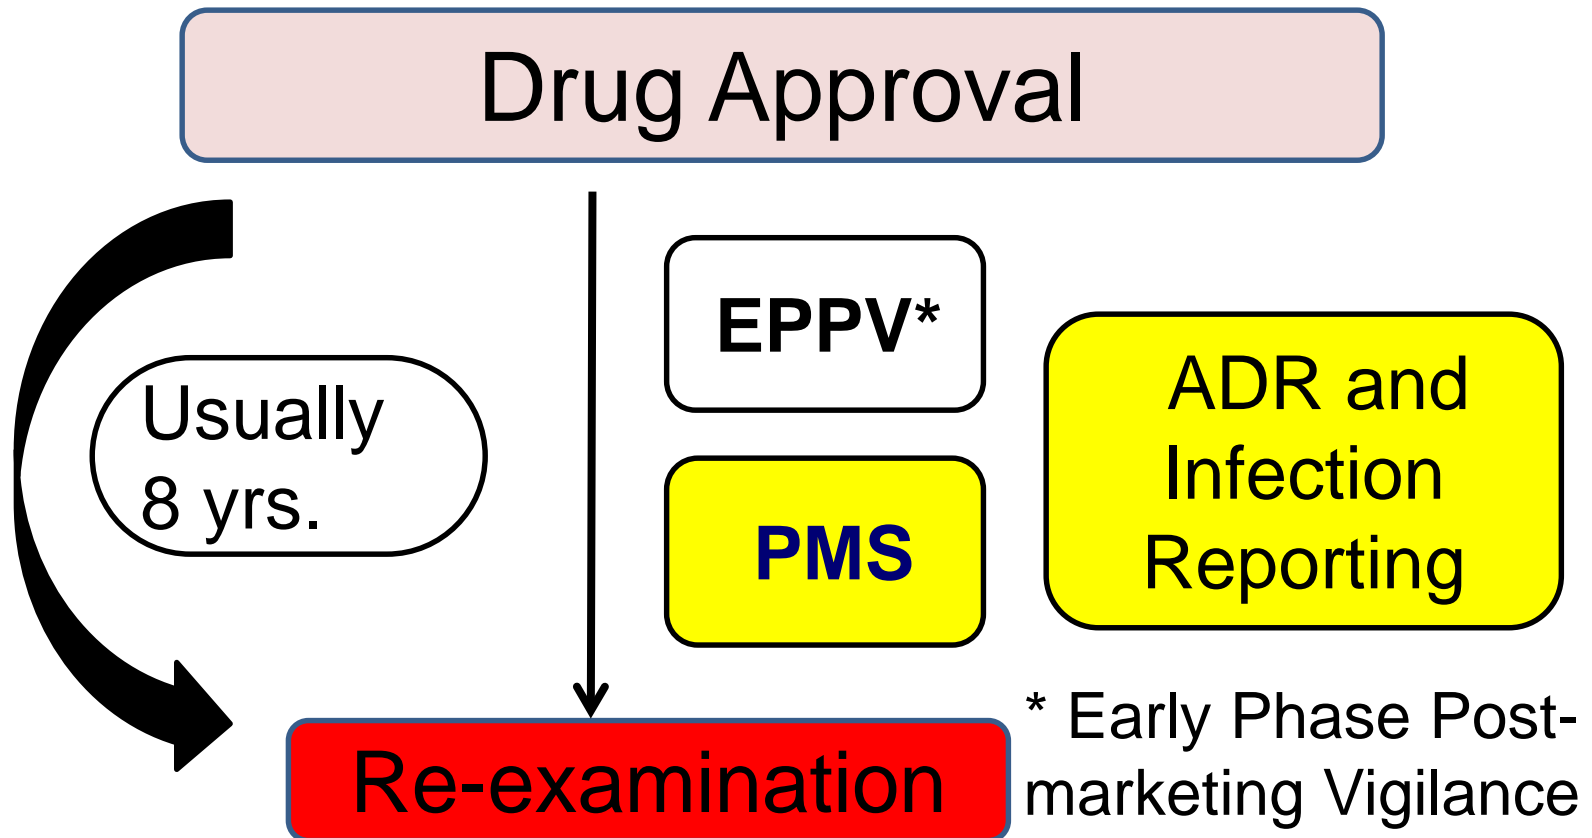 Drug Approval
EPPV*
Usually
8 yrs.
PMS
ADR and
Infection
Reporting
* Early Phase Post-
marketing Vigilance
Re-examination